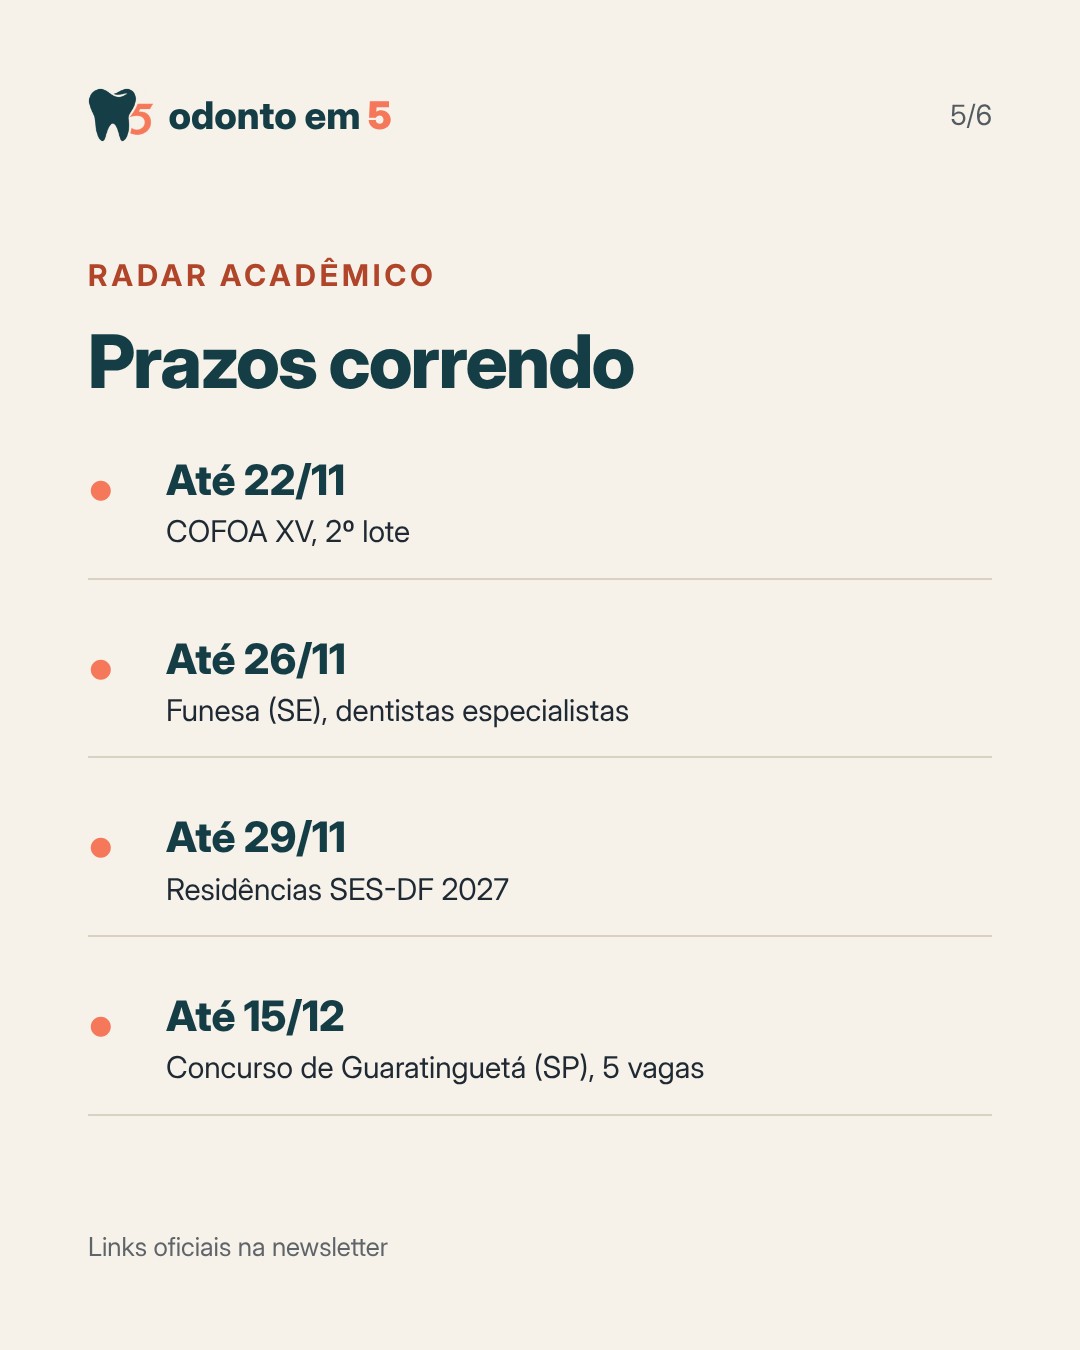 5 odonto em 5
5/6
RADAR ACADÊMICO
Prazos correndo
Até 22/11
COFOA XV, 2º lote
Até 26/11
Funesa (SE), dentistas especialistas
Até 29/11
Residências SES-DF 2027
Até 15/12
Concurso de Guaratinguetá (SP), 5 vagas
Links oficiais na newsletter